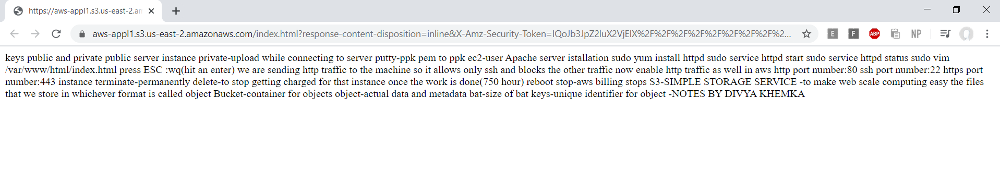 https://aws-appl1.s3.us-east-2.am
aws-appl1.s3.us-east-2.amazonaws.com/index.html?response-content-disposition=inline&X-Amz-Security-Token=IQoJb3JpZ2luX2VjEIX%2F%2F%2F%2F%2F%2F%2F%2F%2...
E F ABP NP
keys public and private public server instance private-upload while connecting to server putty-ppk pem to ppk ec2-user Apache server istallation sudo yum install httpd sudo service httpd start sudo service httpd status sudo vim
/var/www/html/index.html press ESC :wq(hit an enter) we are sending http traffic to the machine so it allows only ssh and blocks the other traffic now enable http traffic as well in aws http port number:80 ssh port number:22 https port
number:443 instance terminate-permanently delete-to stop getting charged for thst instance once the work is done(750 hour) reboot stop-aws billing stops S3-SIMPLE STORAGE SERVICE -to make web scale computing easy the files
that we store in whichever format is called object Bucket-container for objects object-actual data and metadata bat-size of bat keys-unique identifier for object -NOTES BY DIVYA KHEMKA